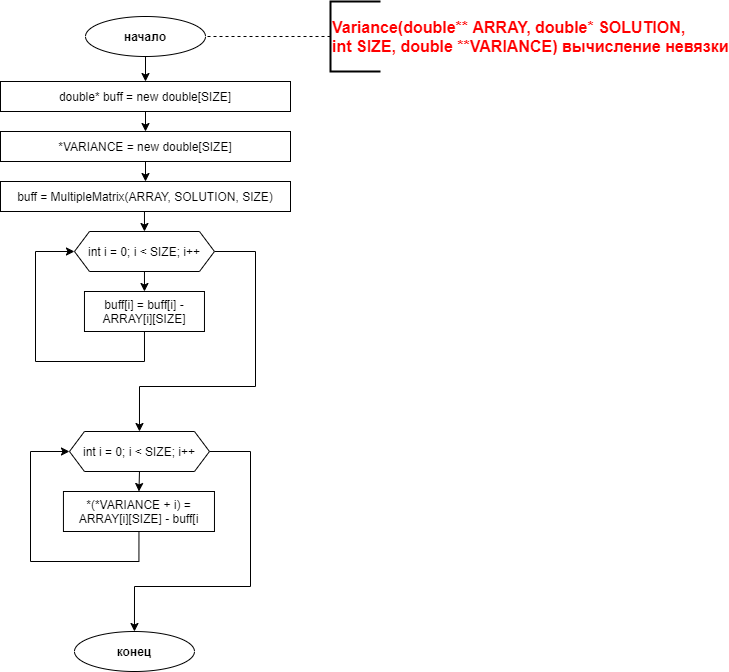 начало
Variance(double** ARRAY, double* SOLUTION,
int SIZE, double **VARIANCE) вычисление невязки
double* buff = new double[SIZE]
*VARIANCE = new double[SIZE]
buff = MultipleMatrix(ARRAY, SOLUTION, SIZE)
int i = 0; i < SIZE; i++
buff[i] = buff[i] -
ARRAY[i][SIZE]
int i = 0; i < SIZE; i++
*(*VARIANCE + i) =
ARRAY[i][SIZE] - buff[i
конец